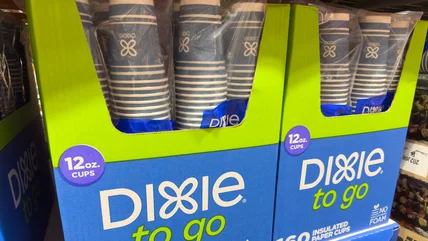 DIXIE
DIXIE
12 oz.
CUPS
DIXIE
to go
12 oz.
CUPS
DIXIE
to go
NO
FOAM
160 INSULATED
PAPER CUPS